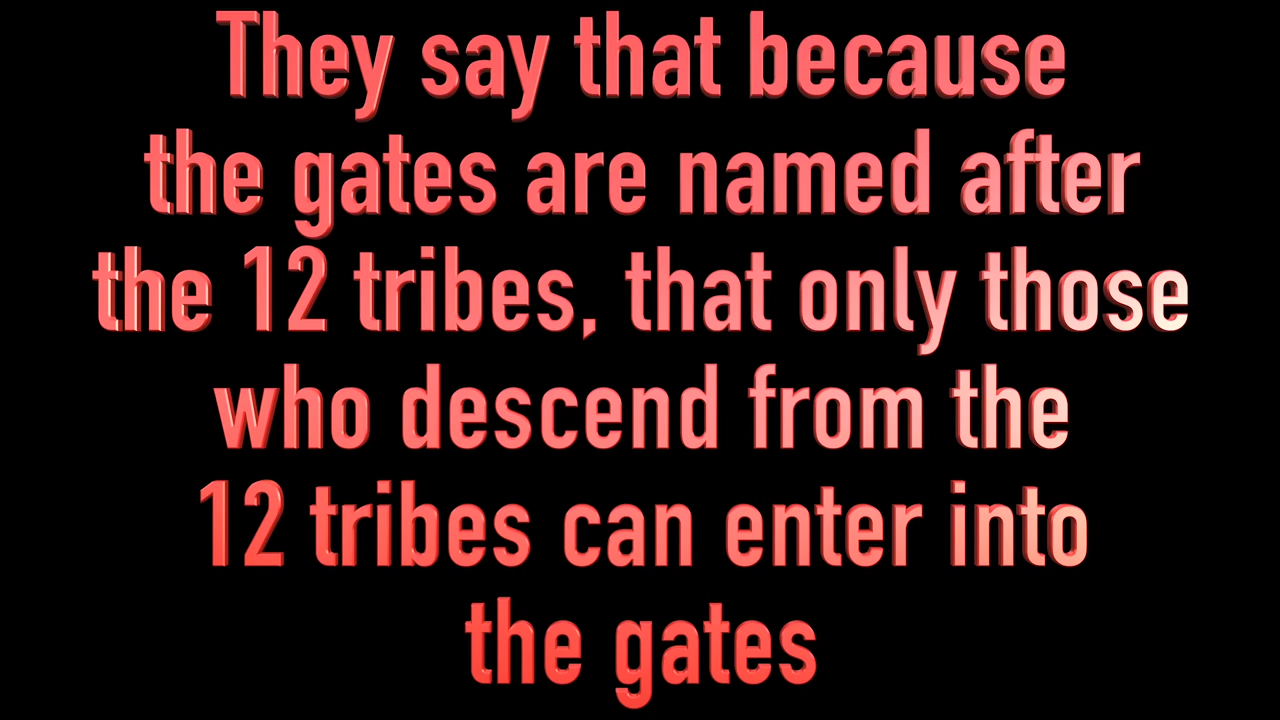 They say that because
the gates are named after
the 12 tribes, that only those
who descend from the
12 tribes can enter into
the gates